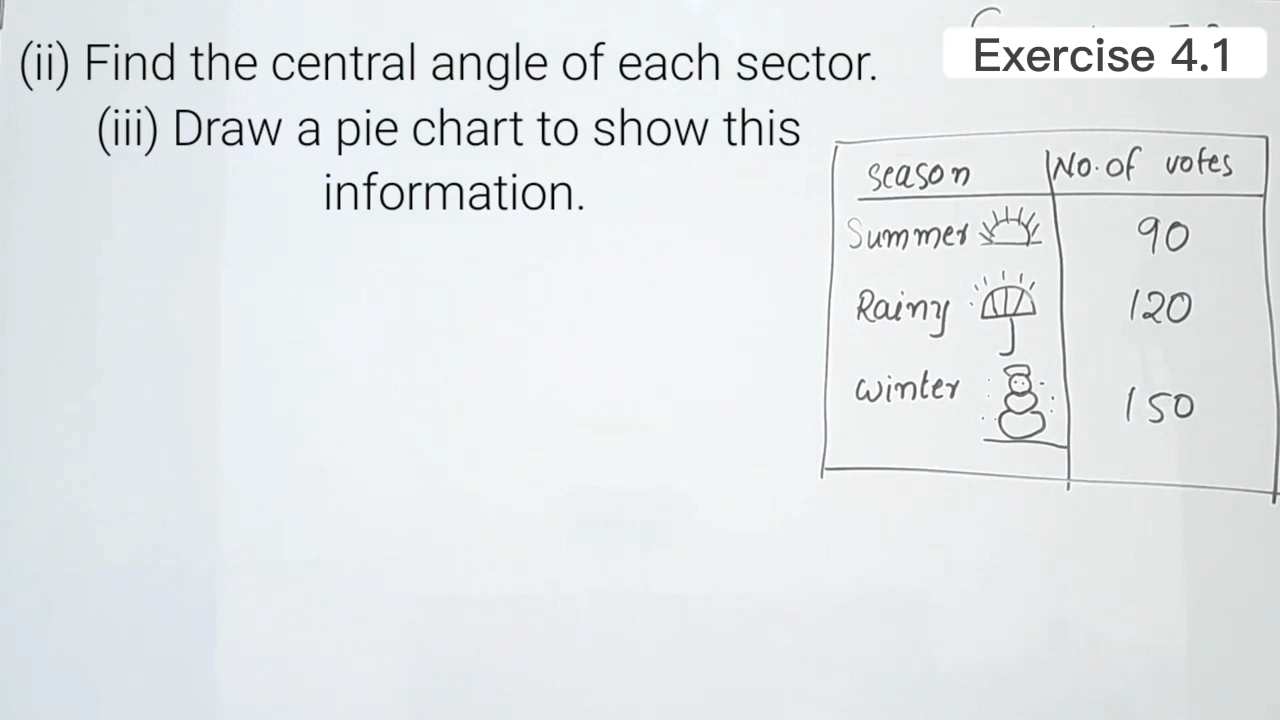 (ii) Find the central angle of each sector.
(iii) Draw a pie chart to show this
information.
Exercise 4.1
Season No. of votes
Summer 90
Rainy 120
winter 150